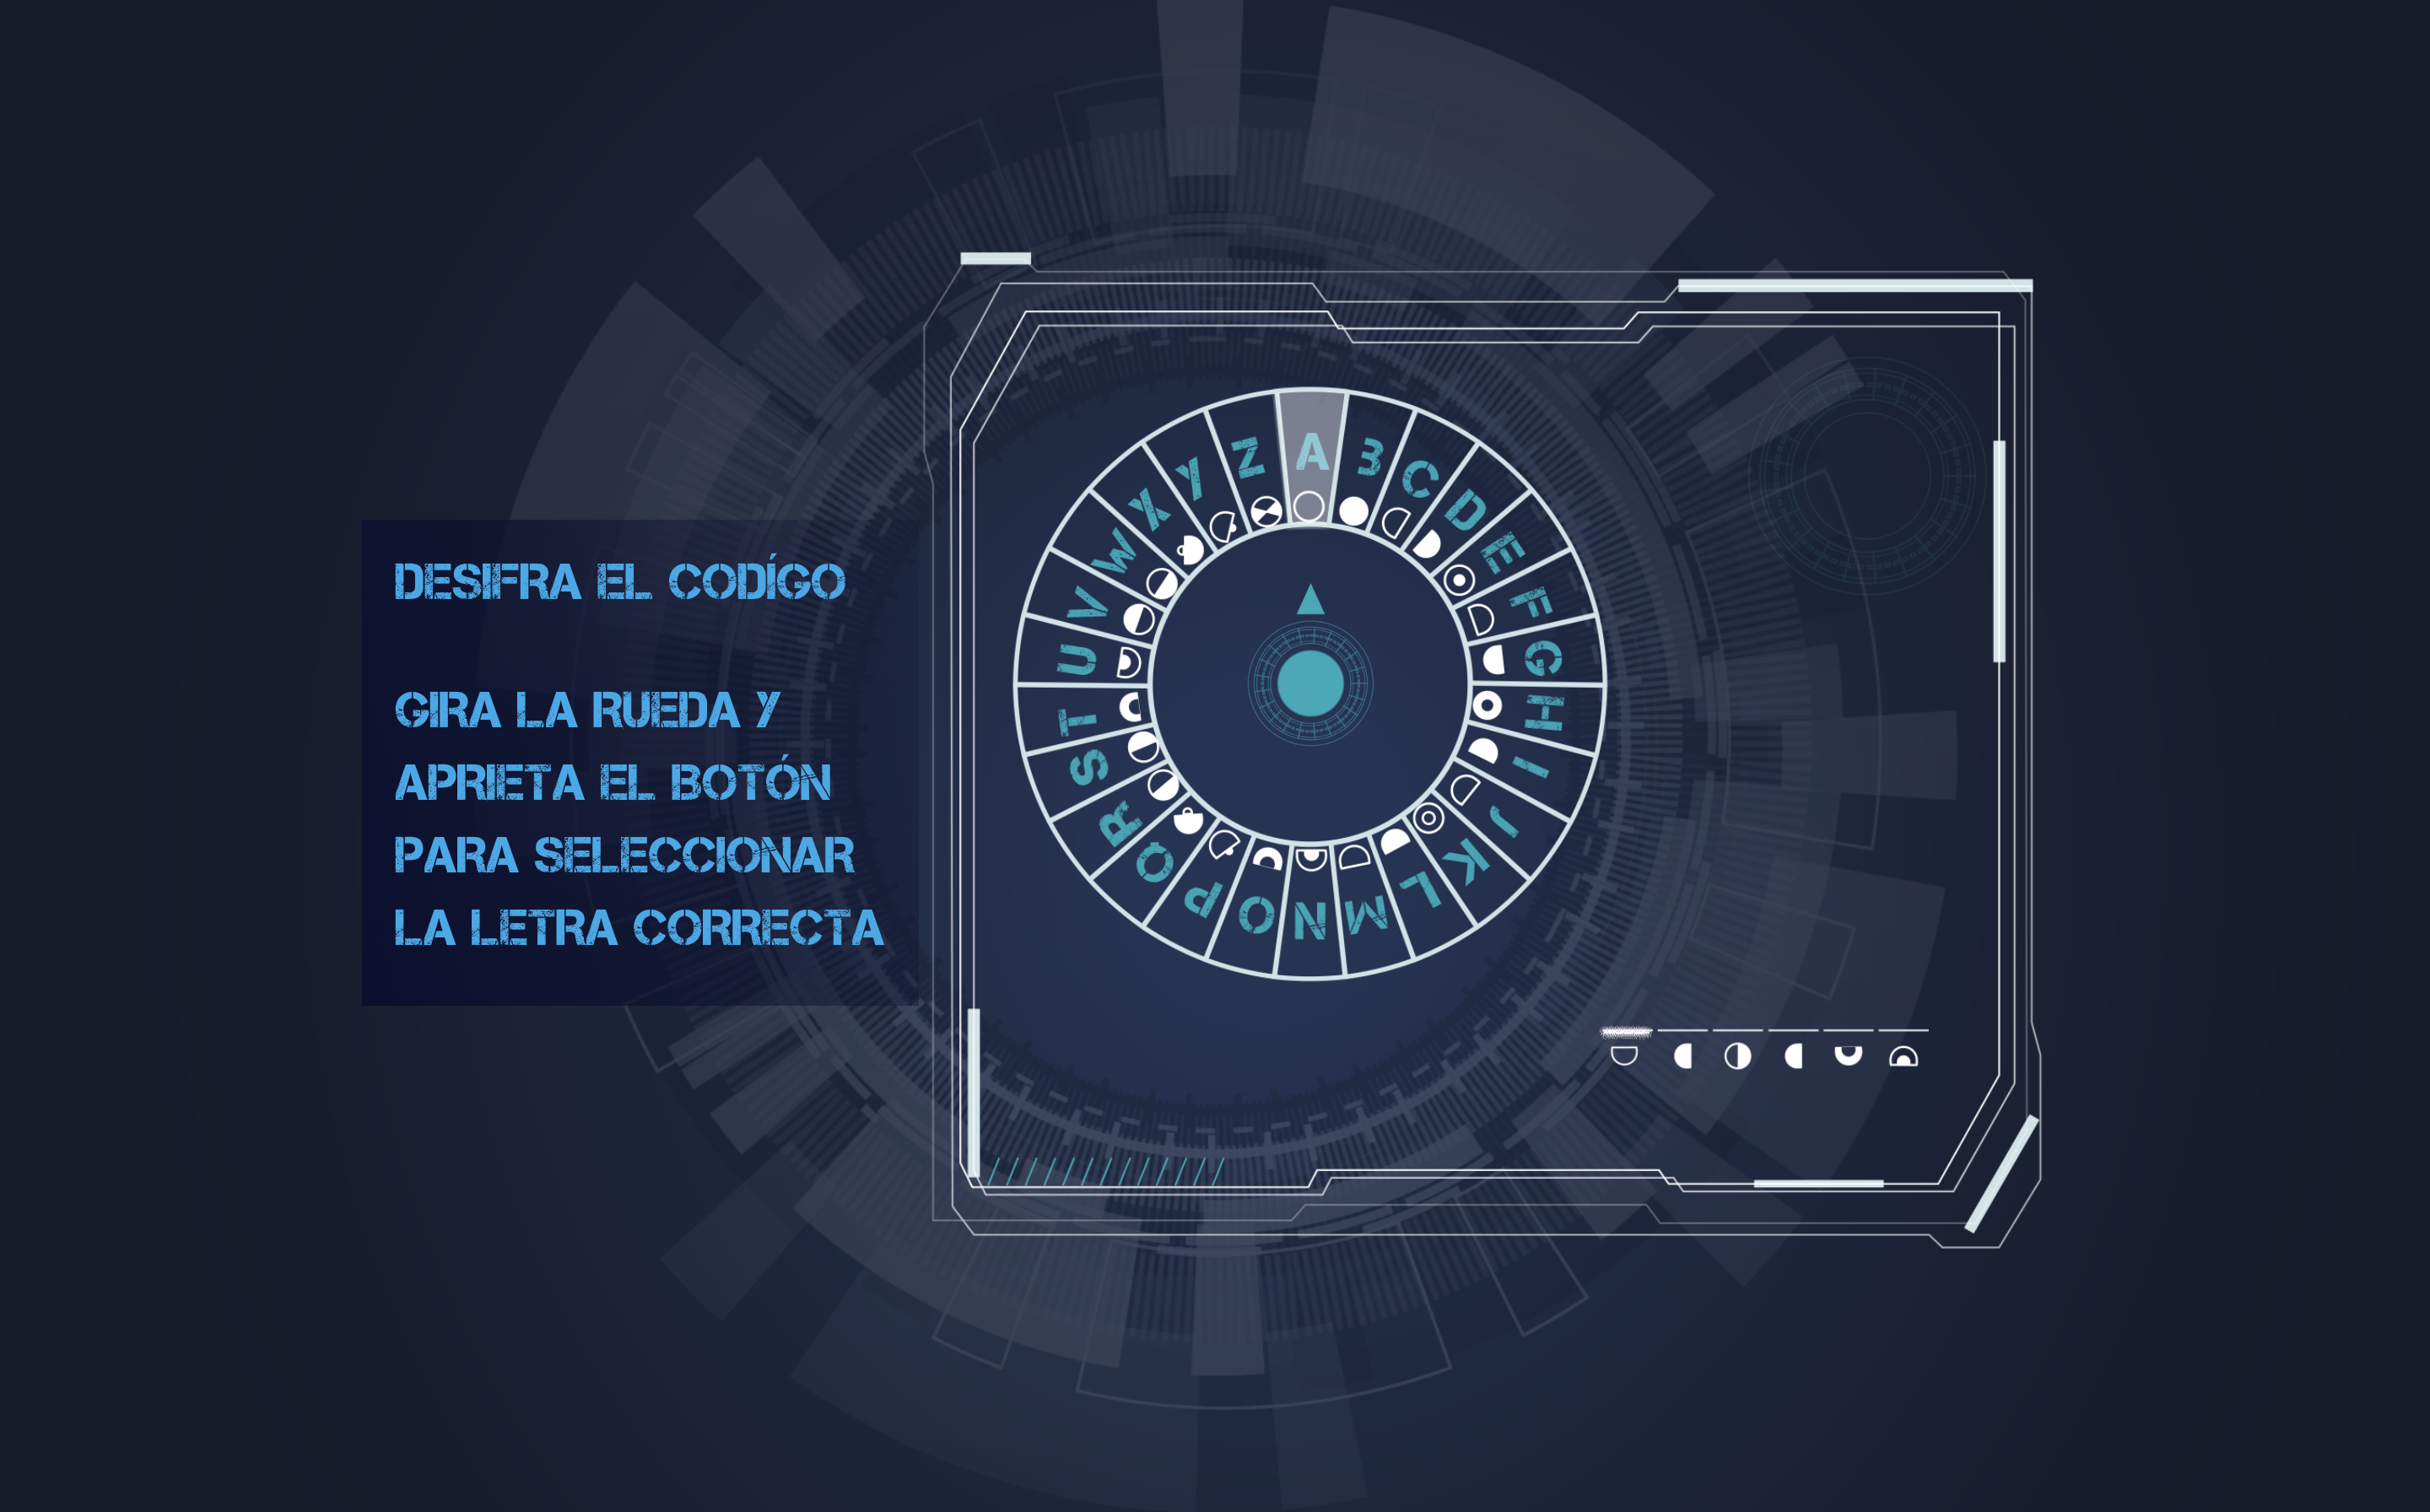 DESIFRA EL CODÍGO
GIRA LA RUEDA Y
APRIETA EL BOTÓN
PARA SELECCIONAR
LA LETRA CORRECTA
A B C D E F G H I J K L M N O P Q R S T U V W X Y Z